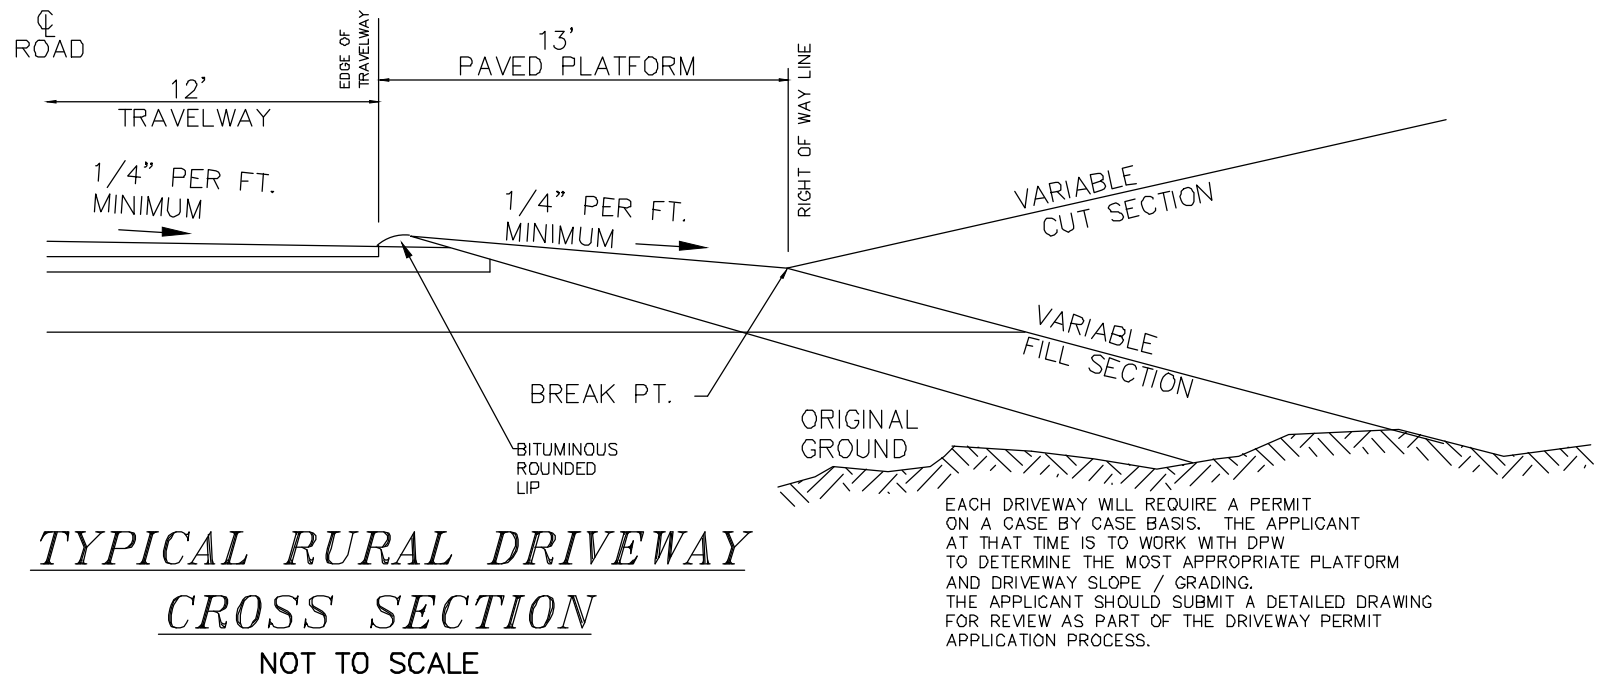 ℄
ROAD
12'
TRAVELWAY
EDGE OF
TRAVELWAY
13'
PAVED PLATFORM
RIGHT OF WAY LINE
1/4" PER FT.
MINIMUM
1/4" PER FT.
MINIMUM
VARIABLE
CUT SECTION
VARIABLE
FILL SECTION
BREAK PT.
BITUMINOUS
ROUNDED
LIP
ORIGINAL
GROUND
TYPICAL RURAL DRIVEWAY
CROSS SECTION
NOT TO SCALE
EACH DRIVEWAY WILL REQUIRE A PERMIT
ON A CASE BY CASE BASIS. THE APPLICANT
AT THAT TIME IS TO WORK WITH DPW
TO DETERMINE THE MOST APPROPRIATE PLATFORM
AND DRIVEWAY SLOPE / GRADING.
THE APPLICANT SHOULD SUBMIT A DETAILED DRAWING
FOR REVIEW AS PART OF THE DRIVEWAY PERMIT
APPLICATION PROCESS.